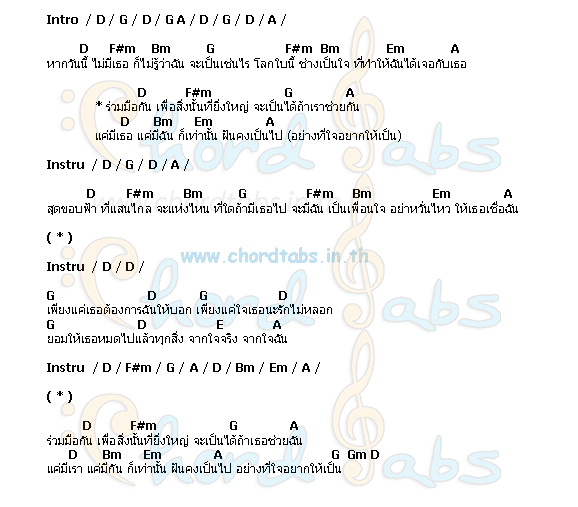 Intro / D / G / D / G A / D / G / D / A /
D F#m Bm G F#m Bm Em A
หากวันนี้ ไม่มีเธอ ก็ไม่รู้ว่าฉัน จะเป็นเช่นไร โลกใบนี้ ช่างเป็นใจ ที่ทำให้ฉันได้เจอกับเธอ
D F#m G A
* ร่วมมือกัน เพื่อสิ่งนั้นที่ยิ่งใหญ่ จะเป็นได้ถ้าเราช่วยกัน
D Bm Em A
แค่มีเธอ แค่มีฉัน ก็เท่านั้น ฝันคงเป็นไป (อย่างที่ใจอยากให้เป็น)
Instru / D / G / D / A /
D F#m Bm G F#m Bm Em A
สุดขอบฟ้า ที่แสนไกล จะแห่งไหน ที่ใดถ้ามีเธอไป จะมีฉัน เป็นเพื่อนใจ อย่าหวั่นไหว ให้เธอเชื่อฉัน
( * )
www.chordtabs.in.th
Instru / D / D /
G D G D
เพียงแค่เธอต้องการฉันให้บอก เพียงแค่ใจเธอนะรักไม่หลอก
G D E A
ยอมให้เธอหมดไปแล้วทุกสิ่ง จากใจจริง จากใจฉัน
Instru / D / F#m / G / A / D / Bm / Em / A /
( * )
D F#m G A
ร่วมมือกัน เพื่อสิ่งนั้นที่ยิ่งใหญ่ จะเป็นได้ถ้าเธอช่วยฉัน
D Bm Em A G Gm D
แค่มีเรา แค่มีกัน ก็เท่านั้น ฝันคงเป็นไป อย่างที่ใจอยากให้เป็น